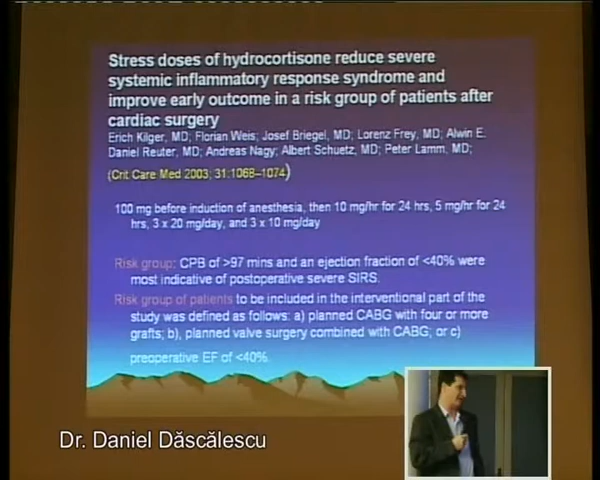 Stress doses of hydrocortisone reduce severe
systemic inflammatory response syndrome and
improve early outcome in a risk group of patients after
cardiac surgery
Erich Kilger, MD; Florian Weis; Josef Briegel, MD; Lorenz Frey, MD; Alwin E.
Daniel Reuter, MD; Andreas Nagy; Albert Schuetz, MD; Peter Lamm, MD;
(Crit Care Med 2003; 31:1068–1074)
100 mg before induction of anesthesia, then 10 mg/hr for 24 hrs, 5 mg/hr for 24
hrs, 3 x 20 mg/day, and 3 x 10 mg/day
Risk group: CPB of >97 mins and an ejection fraction of <40% were
most indicative of postoperative severe SIRS.
Risk group of patients to be included in the interventional part of the
study was defined as follows: a) planned CABG with four or more
grafts; b), planned valve surgery combined with CABG; or c)
preoperative EF of <40%.
Dr. Daniel Dăscălescu